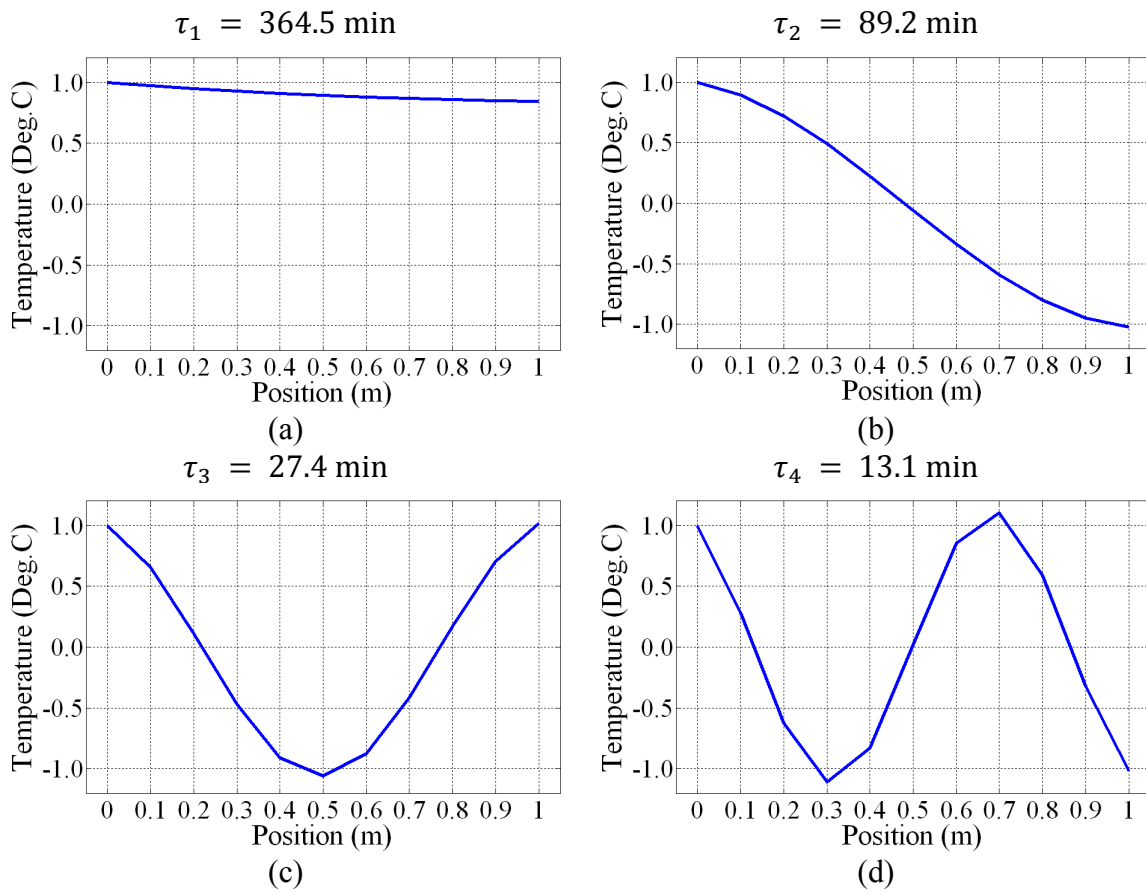 τ₁ = 364.5 min
Temperature (Deg.C)
1.0
0.5
0.0
-0.5
-1.0
0 0.1 0.2 0.3 0.4 0.5 0.6 0.7 0.8 0.9 1
Position (m)
(a)
τ₂ = 89.2 min
Temperature (Deg.C)
1.0
0.5
0.0
-0.5
-1.0
0 0.1 0.2 0.3 0.4 0.5 0.6 0.7 0.8 0.9 1
Position (m)
(b)
τ₃ = 27.4 min
Temperature (Deg.C)
1.0
0.5
0.0
-0.5
-1.0
0 0.1 0.2 0.3 0.4 0.5 0.6 0.7 0.8 0.9 1
Position (m)
(c)
τ₄ = 13.1 min
Temperature (Deg.C)
1.0
0.5
0.0
-0.5
-1.0
0 0.1 0.2 0.3 0.4 0.5 0.6 0.7 0.8 0.9 1
Position (m)
(d)